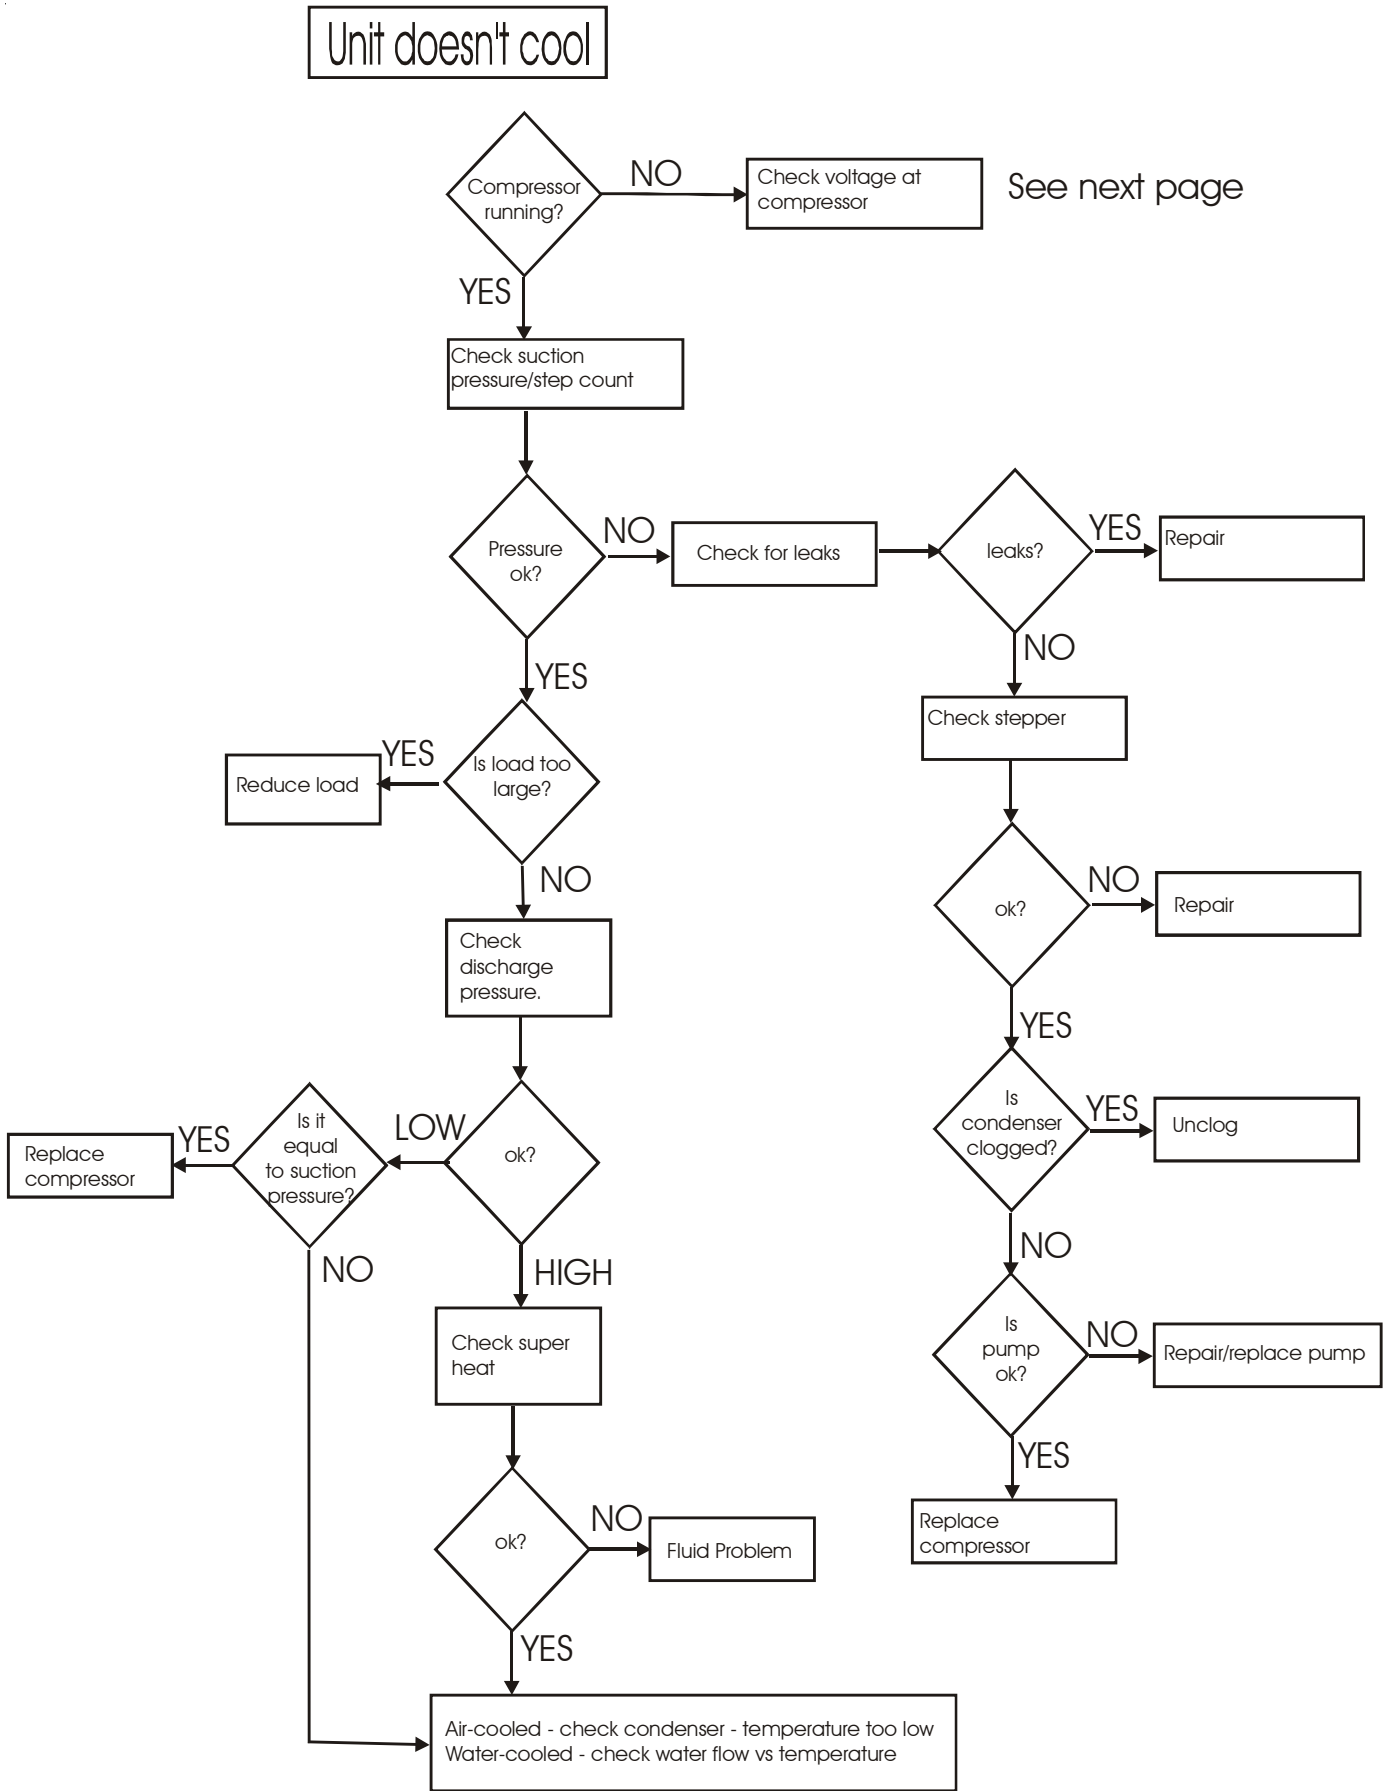 Unit doesn't cool
Compressor
running?
NO
Check voltage at
compressor
See next page
YES
Check suction
pressure/step count
Pressure
ok?
NO
Check for leaks
leaks?
YES
Repair
NO
YES
Check stepper
Is load too
large?
YES
Reduce load
NO
ok?
NO
Repair
Check
discharge
pressure.
YES
Is
condenser
clogged?
YES
Unclog
ok?
LOW
Is it
equal
to suction
pressure?
YES
Replace
compressor
NO
HIGH
NO
Check super
heat
Is
pump
ok?
NO
Repair/replace pump
YES
Replace
compressor
ok?
NO
Fluid Problem
YES
Air-cooled - check condenser - temperature too low
Water-cooled - check water flow vs temperature